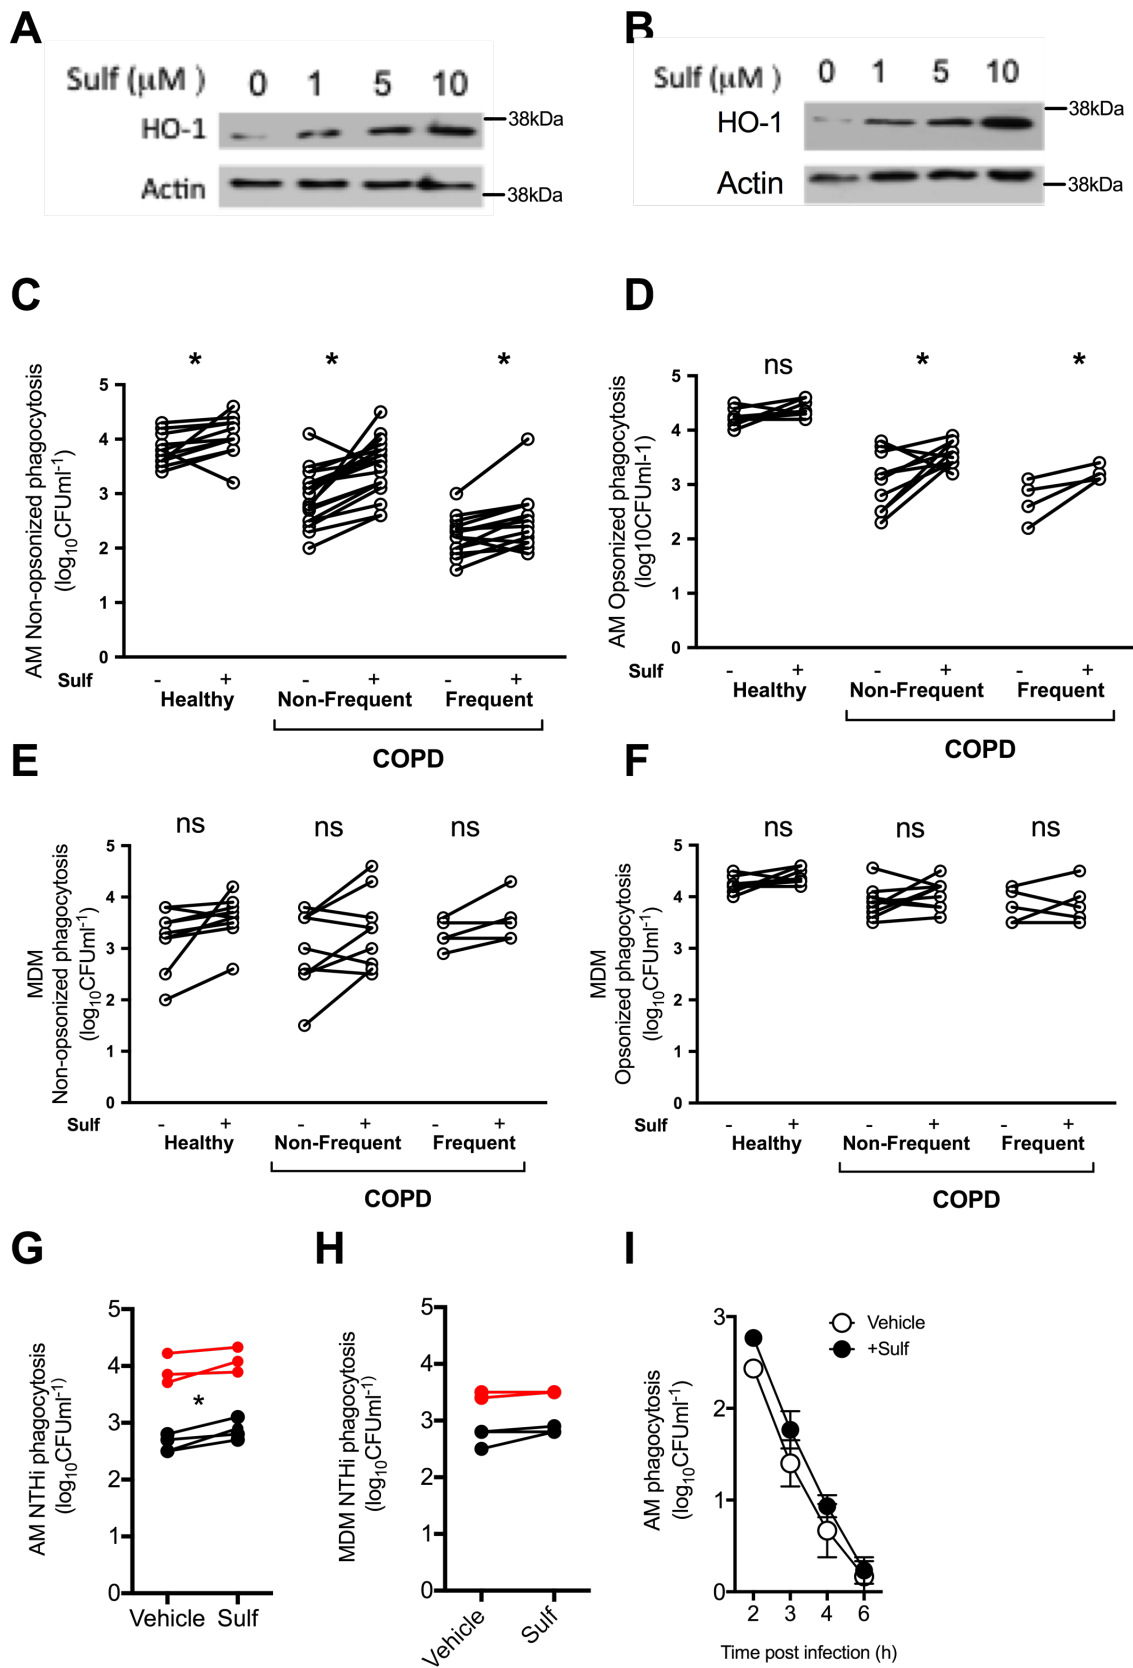 A
Sulf (μM ) 0 1 5 10
HO-1
38kDa
Actin
38kDa
B
Sulf (μM ) 0 1 5 10
HO-1
38kDa
Actin
38kDa
C
AM Non-opsonized phagocytosis
(log10CFUml-1)
* * *
5
4
3
2
1
0
Sulf - + - + - +
Healthy Non-Frequent Frequent
COPD
D
AM Opsonized phagocytosis
(log10CFUml-1)
ns * *
5
4
3
2
1
0
- + - + - +
Healthy Non-Frequent Frequent
COPD
E
MDM
Non-opsonized phagocytosis
(log10CFUml-1)
ns ns ns
5
4
3
2
1
0
Sulf - + - + - +
Healthy Non-Frequent Frequent
COPD
F
MDM
Opsonized phagocytosis
(log10CFUml-1)
ns ns ns
5
4
3
2
1
0
Sulf - + - + - +
Healthy Non-Frequent Frequent
COPD
G
AM NTHi phagocytosis
(log10CFUml-1)
5
4
3
2
1
0
*
Vehicle Sulf
H
MDM NTHi phagocytosis
(log10CFUml-1)
5
4
3
2
1
0
Vehicle Sulf
I
AM phagocytosis
(log10CFUml-1)
3
2
1
0
Vehicle
+Sulf
2 3 4 6
Time post infection (h)